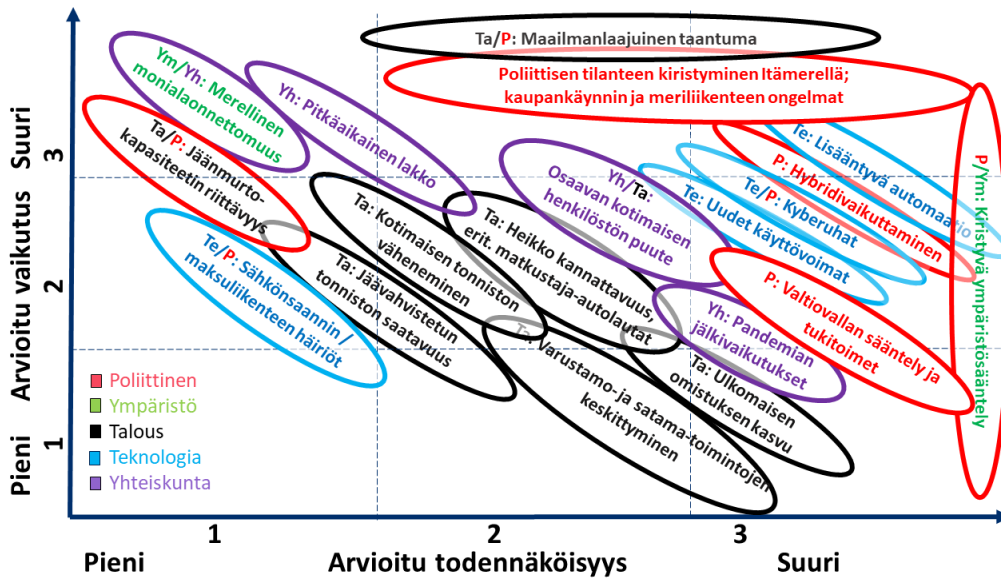 Ta/P: Maailmanlaajuinen taantuma
Poliittisen tilanteen kiristyminen Itämerellä;
kaupankäynnin ja meriliikenteen ongelmat
Ym/Yh: Merellinen
monialaonnettomuus
Yh: Pitkäaikainen lakko
Ta/P: Jäänmurto-
kapasiteetin riittävyys
Te/P: Sähkönsaannin /
maksuliikenteen häiriöt
Ta: Jäävahvistetun
tonniston saatavuus
Ta: Kotimaisen tonniston
väheneminen
Ta: Heikko kannattavuus,
erit. matkustaja-autolautat
Yh/Ta:
Osaavan kotimaisen
henkilöstön puute
Te: Uudet käyttövoimat
Te/P: Kyberuhat
P: Hybridivaikuttaminen
Te: Lisääntyvä automaatio
P/Ym: Kiristyvä ympäristösääntely
P: Valtiovallan sääntely ja
tukitoimet
Yh: Pandemian
jälkivaikutukset
Ta: Ulkomaisen
omistuksen kasvu
Ta: Varustamo- ja satama-toimintojen
keskittyminen
Pieni Arvioitu vaikutus Suuri
1
2
3
Poliittinen
Ympäristö
Talous
Teknologia
Yhteiskunta
1 2 3
Pieni Arvioitu todennäköisyys Suuri